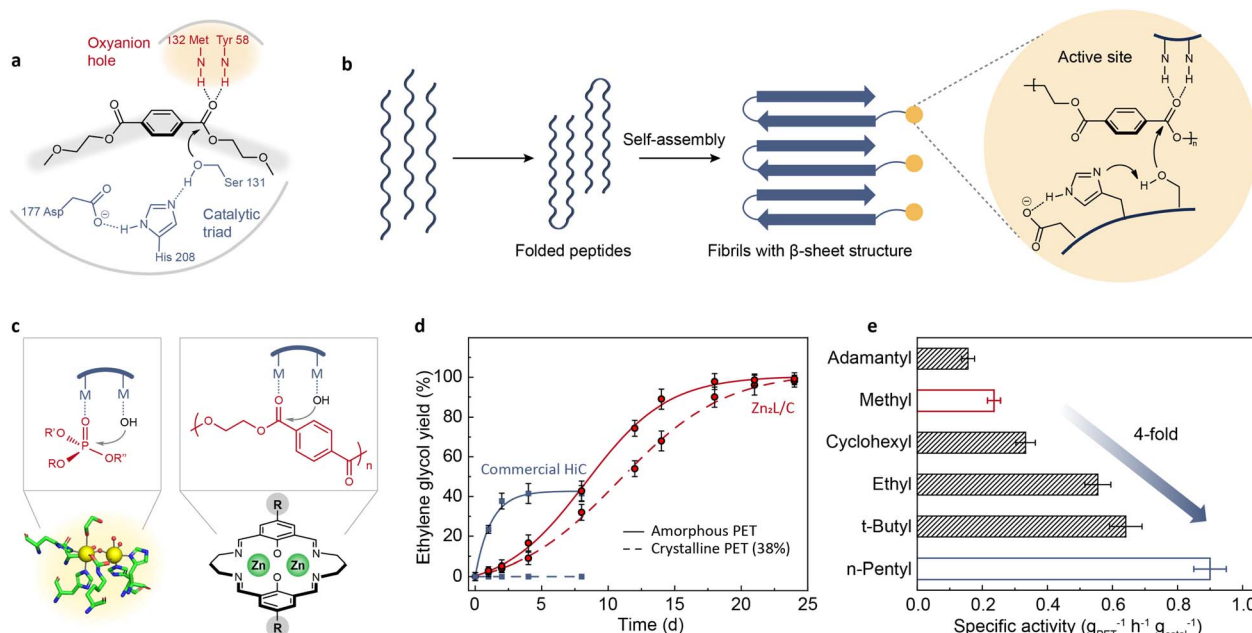 a
Oxyanion
hole
132 Met
Tyr 58
N
N
H
H
O
O
O
O
O
O
H
O
Ser 131
177 Asp
O
O
⊖
H
N
N
Catalytic
triad
His 208
b
Self-assembly
Folded peptides
Fibrils with β-sheet structure
Active site
N
N
H
H
O
O
O
O
n
N
N
H
H
O
O
O
⊖
c
M
M
O
OH
R'O
P
RO
OR"
M
M
O
OH
O
O
O
n
R
O
N
N
Zn
Zn
N
N
O
R
d
Ethylene glycol yield (%)
100
80
60
40
20
0
Commercial HiC
Zn₂L/C
Amorphous PET
Crystalline PET (38%)
0
5
10
15
20
25
Time (d)
e
Adamantyl
Methyl
Cyclohexyl
Ethyl
t-Butyl
n-Pentyl
4-fold
0.0
0.2
0.4
0.6
0.8
1.0
Specific activity (g